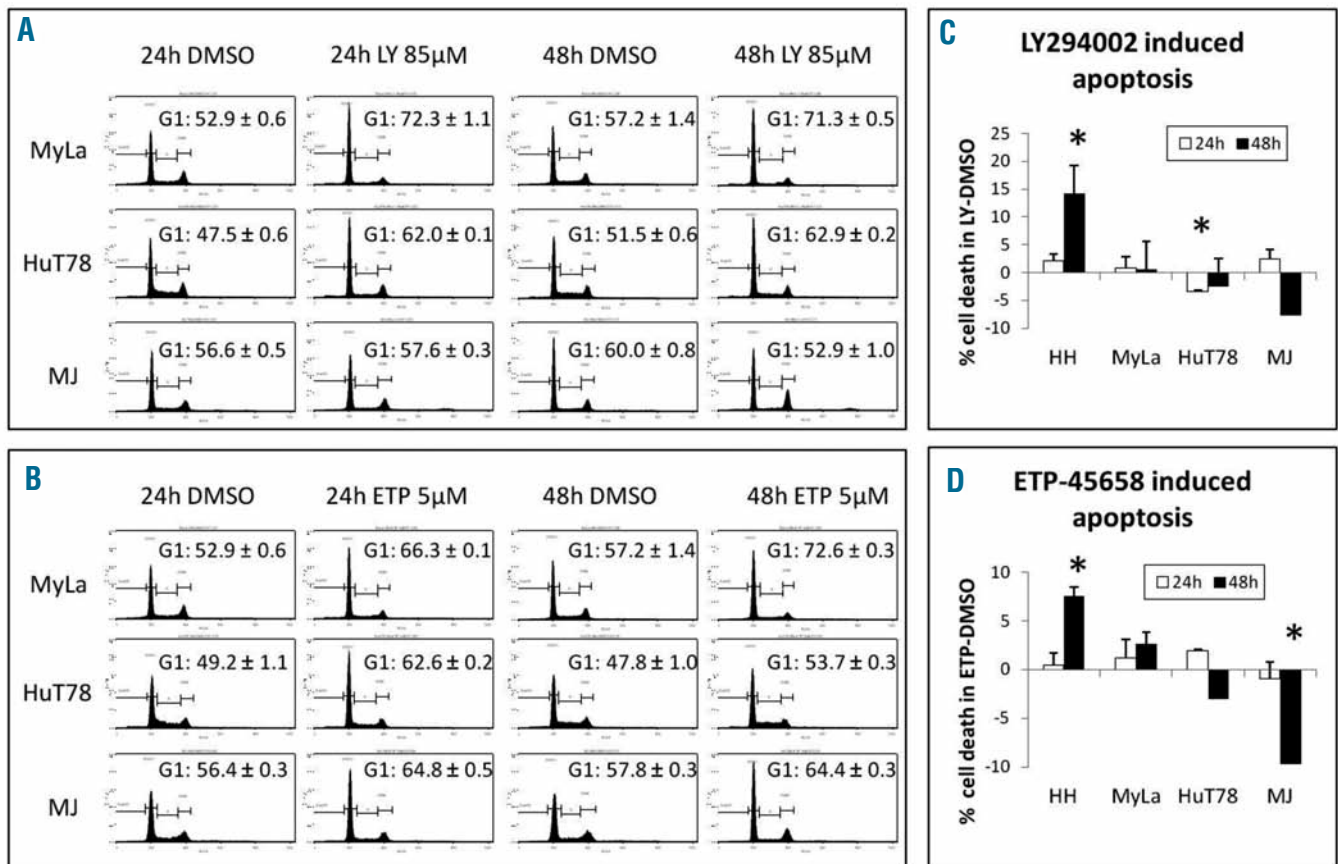 A
24h DMSO 24h LY 85µM 48h DMSO 48h LY 85µM
MyLa
G1: 52.9 ± 0.6 G1: 72.3 ± 1.1 G1: 57.2 ± 1.4 G1: 71.3 ± 0.5
HuT78
G1: 47.5 ± 0.6 G1: 62.0 ± 0.1 G1: 51.5 ± 0.6 G1: 62.9 ± 0.2
MJ
G1: 56.6 ± 0.5 G1: 57.6 ± 0.3 G1: 60.0 ± 0.8 G1: 52.9 ± 1.0
B
24h DMSO 24h ETP 5µM 48h DMSO 48h ETP 5µM
MyLa
G1: 52.9 ± 0.6 G1: 66.3 ± 0.1 G1: 57.2 ± 1.4 G1: 72.6 ± 0.3
HuT78
G1: 49.2 ± 1.1 G1: 62.6 ± 0.2 G1: 47.8 ± 1.0 G1: 53.7 ± 0.3
MJ
G1: 56.4 ± 0.3 G1: 64.8 ± 0.5 G1: 57.8 ± 0.3 G1: 64.4 ± 0.3
C
LY294002 induced
apoptosis
% cell death in LY-DMSO
25
20
15
10
5
0
-5
-10
24h 48h
*
*
HH MyLa HuT78 MJ
D
ETP-45658 induced
apoptosis
% cell death in ETP-DMSO
10
5
0
-5
-10
24h 48h
*
*
HH MyLa HuT78 MJ